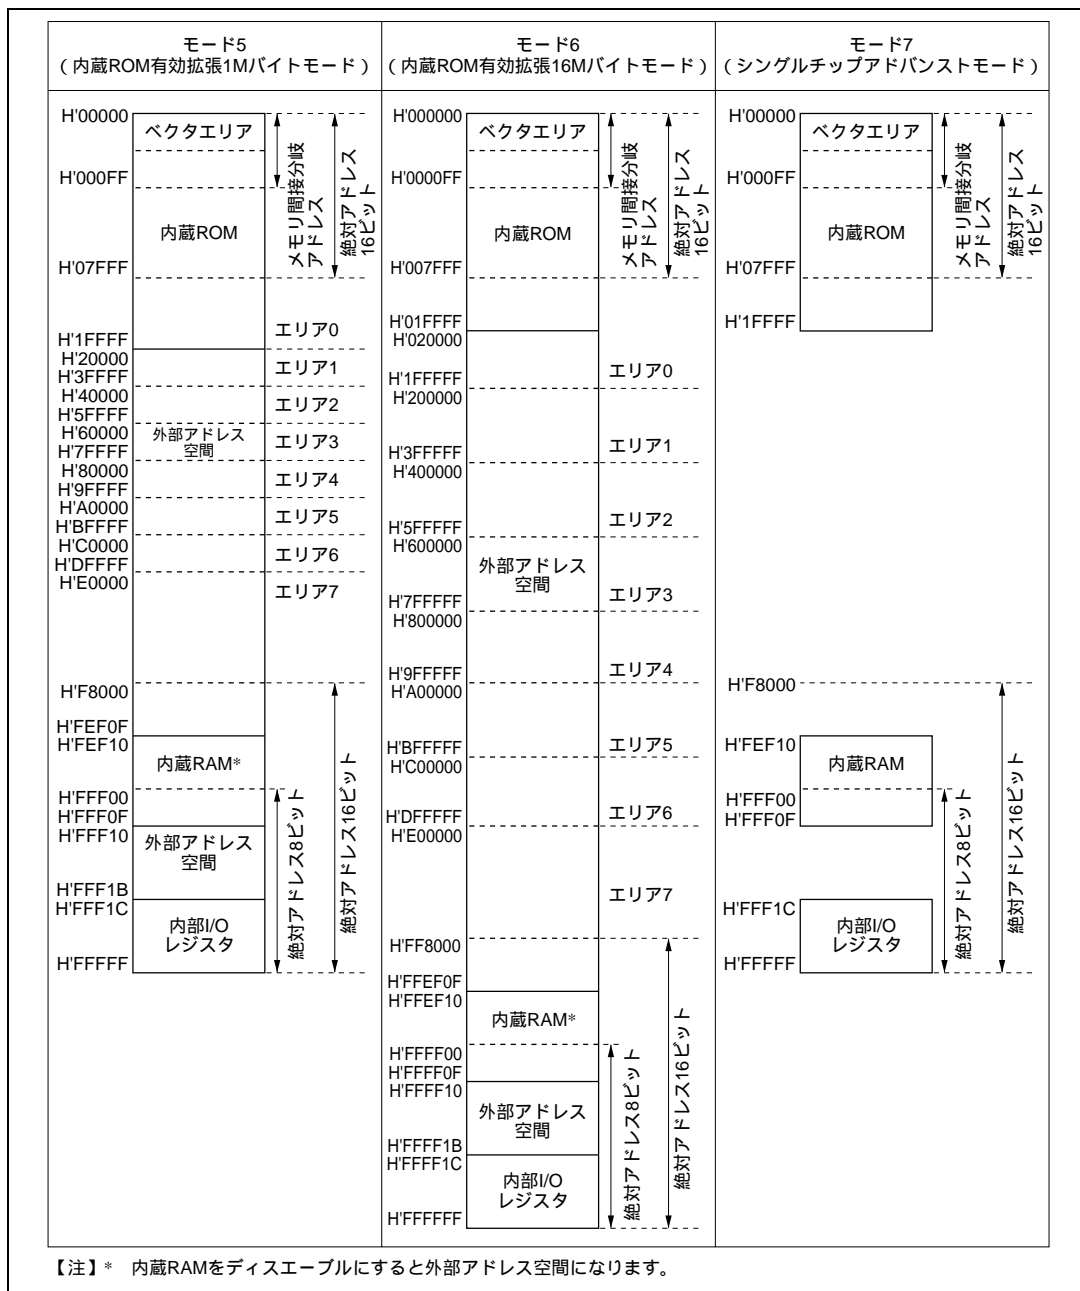 モード5
(内蔵ROM有効拡張1Mバイトモード)
H'00000
ベクタエリア
H'000FF
内蔵ROM
H'07FFF
メモリ間接分岐
アドレス
絶対アドレス
16ビット
H'1FFFF
エリア0
H'20000
H'3FFFF
エリア1
H'40000
H'5FFFF
エリア2
H'60000
H'7FFFF
外部アドレス
空間
エリア3
H'80000
H'9FFFF
エリア4
H'A0000
H'BFFFF
エリア5
H'C0000
H'DFFFF
エリア6
H'E0000
エリア7
H'F8000
H'FEF0F
H'FEF10
内蔵RAM*
H'FFF00
H'FFF0F
H'FFF10
外部アドレス
空間
H'FFF1B
H'FFF1C
内部I/O
レジスタ
H'FFFFF
絶対アドレス8ビット
絶対アドレス16ビット
モード6
(内蔵ROM有効拡張16Mバイトモード)
H'000000
ベクタエリア
H'0000FF
内蔵ROM
H'007FFF
メモリ間接分岐
アドレス
絶対アドレス
16ビット
H'01FFFF
H'020000
エリア0
H'1FFFFF
H'200000
エリア1
H'3FFFFF
H'400000
エリア2
H'5FFFFF
H'600000
外部アドレス
空間
エリア3
H'7FFFFF
H'800000
エリア4
H'9FFFFF
H'A00000
エリア5
H'BFFFFF
H'C00000
エリア6
H'DFFFFF
H'E00000
エリア7
H'FF8000
H'FFEF0F
H'FFEF10
内蔵RAM*
H'FFFF00
H'FFFF0F
H'FFFF10
外部アドレス
空間
H'FFFF1B
H'FFFF1C
内部I/O
レジスタ
H'FFFFFF
絶対アドレス8ビット
絶対アドレス16ビット
モード7
(シングルチップアドバンストモード)
H'00000
ベクタエリア
H'000FF
内蔵ROM
H'07FFF
メモリ間接分岐
アドレス
絶対アドレス
16ビット
H'1FFFF
H'F8000
H'FEF10
内蔵RAM
H'FFF00
H'FFF0F
H'FFF1C
内部I/O
レジスタ
H'FFFFF
絶対アドレス8ビット
絶対アドレス16ビット
【注】* 内蔵RAMをディスエーブルにすると外部アドレス空間になります。